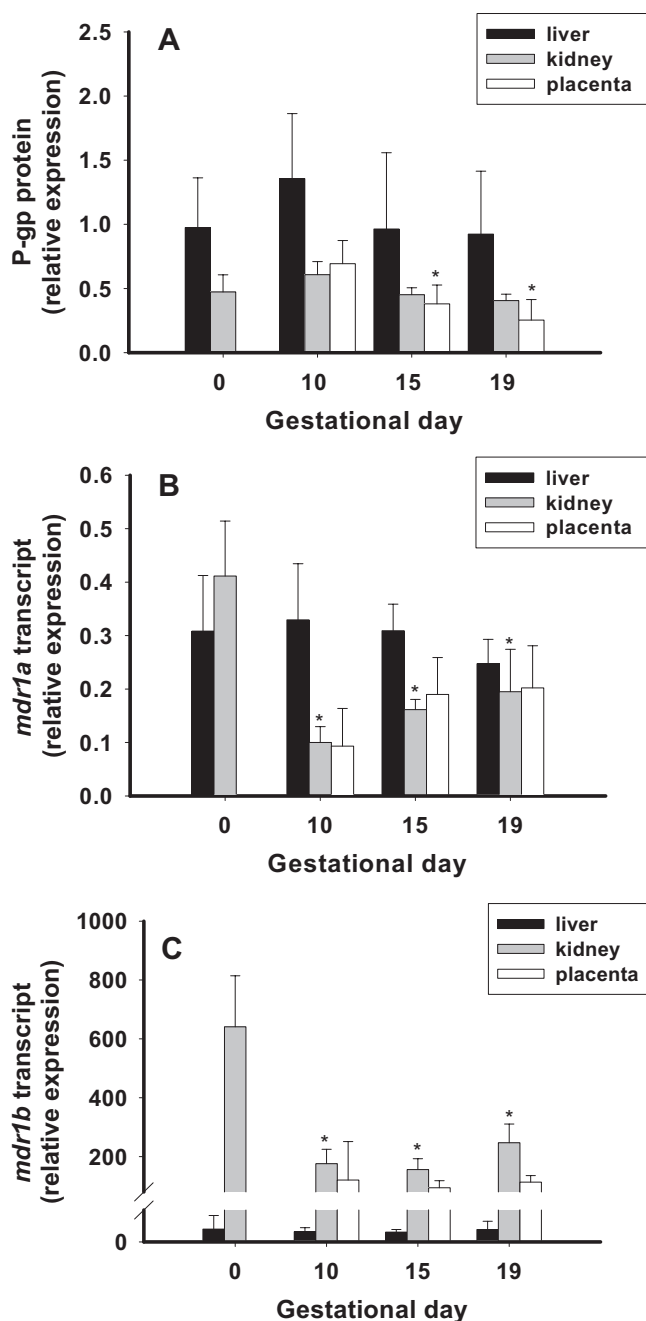 A
liver
kidney
placenta
P-gp protein
(relative expression)
2.5
2.0
1.5
1.0
0.5
0.0
* *
0 10 15 19
Gestational day
B
liver
kidney
placenta
mdr1a transcript
(relative expression)
0.6
0.5
0.4
0.3
0.2
0.1
0.0
* * *
0 10 15 19
Gestational day
C
liver
kidney
placenta
mdr1b transcript
(relative expression)
1000
800
600
400
200
0
* * *
0 10 15 19
Gestational day